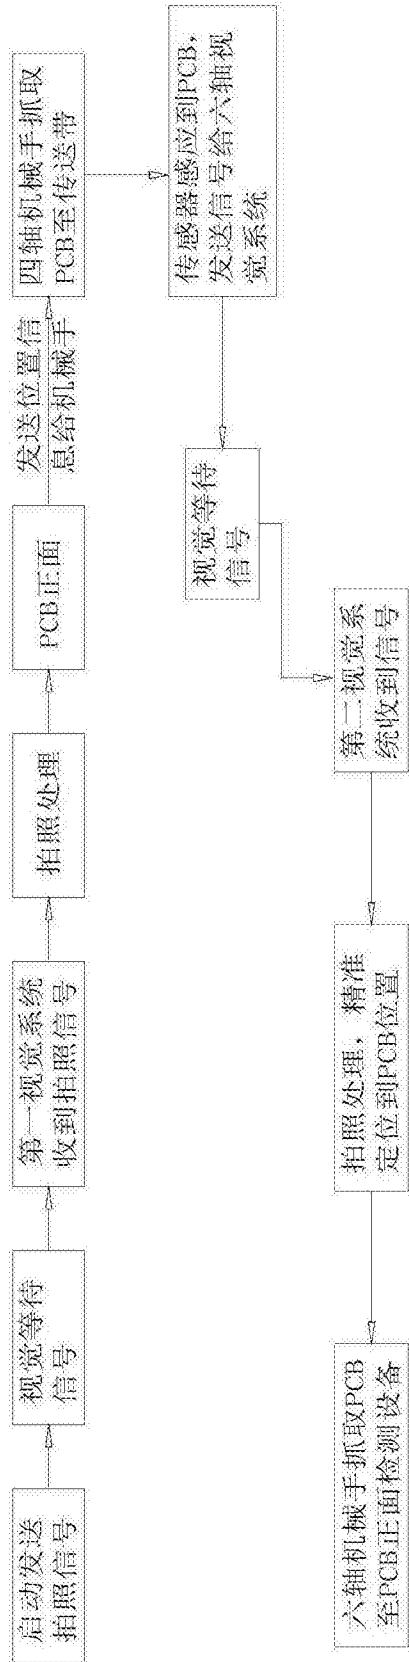 启动发送
拍照信号
视觉等待
信号
第一视觉系统
收到拍照信号
拍照处理
PCB正面
发送位置信
息给机械手
四轴机械手抓取
PCB至传送带
传感器感应到PCB,
发送信号给六轴视
觉系统
视觉等待
信号
第二视觉系
统收到信号
拍照处理，精准
定位到PCB位置
六轴机械手抓取PCB
至PCB正面检测设备